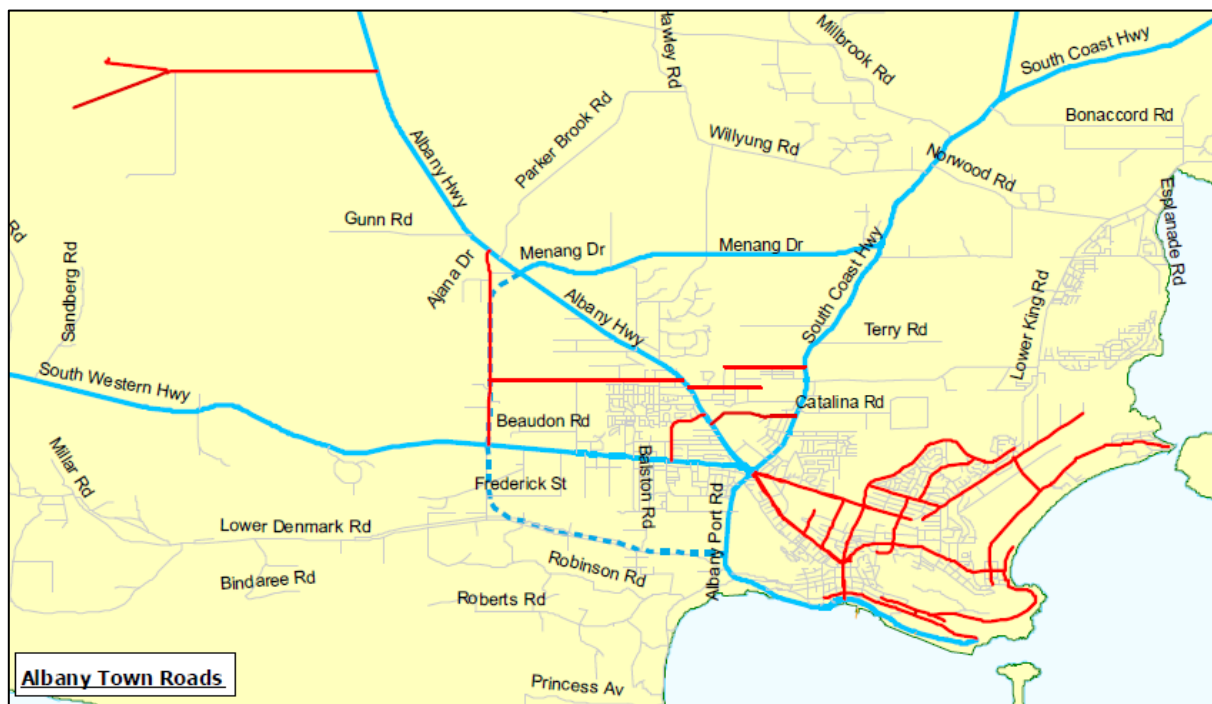 Hawley Rd
Millbrook Rd
South Coast Hwy
Bonaccord Rd
Albany Hwy
Parker Brook Rd
Willyung Rd
Norwood Rd
Esplanade Rd
Gunn Rd
Rd
Sandberg Rd
Ajana Dr
Menang Dr
Menang Dr
South Coast Hwy
Albany Hwy
Terry Rd
Lower King Rd
South Western Hwy
Beaudon Rd
Catalina Rd
Millar Rd
Frederick St
Balston Rd
Albany Port Rd
Lower Denmark Rd
Robinson Rd
Bindaree Rd
Roberts Rd
Princess Av
Albany Town Roads